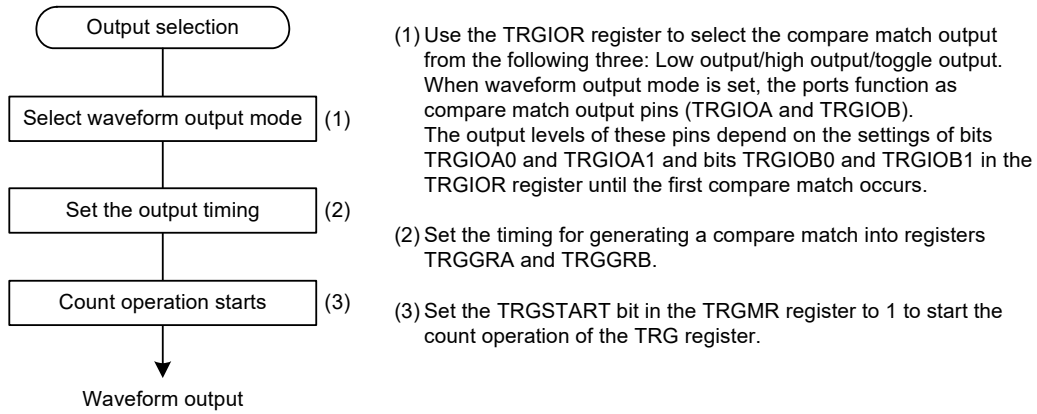 Output selection
Select waveform output mode (1)
Set the output timing (2)
Count operation starts (3)
Waveform output
(1) Use the TRGIOR register to select the compare match output
from the following three: Low output/high output/toggle output.
When waveform output mode is set, the ports function as
compare match output pins (TRGIOA and TRGIOB).
The output levels of these pins depend on the settings of bits
TRGIOA0 and TRGIOA1 and bits TRGIOB0 and TRGIOB1 in the
TRGIOR register until the first compare match occurs.
(2) Set the timing for generating a compare match into registers
TRGGRA and TRGGRB.
(3) Set the TRGSTART bit in the TRGMR register to 1 to start the
count operation of the TRG register.